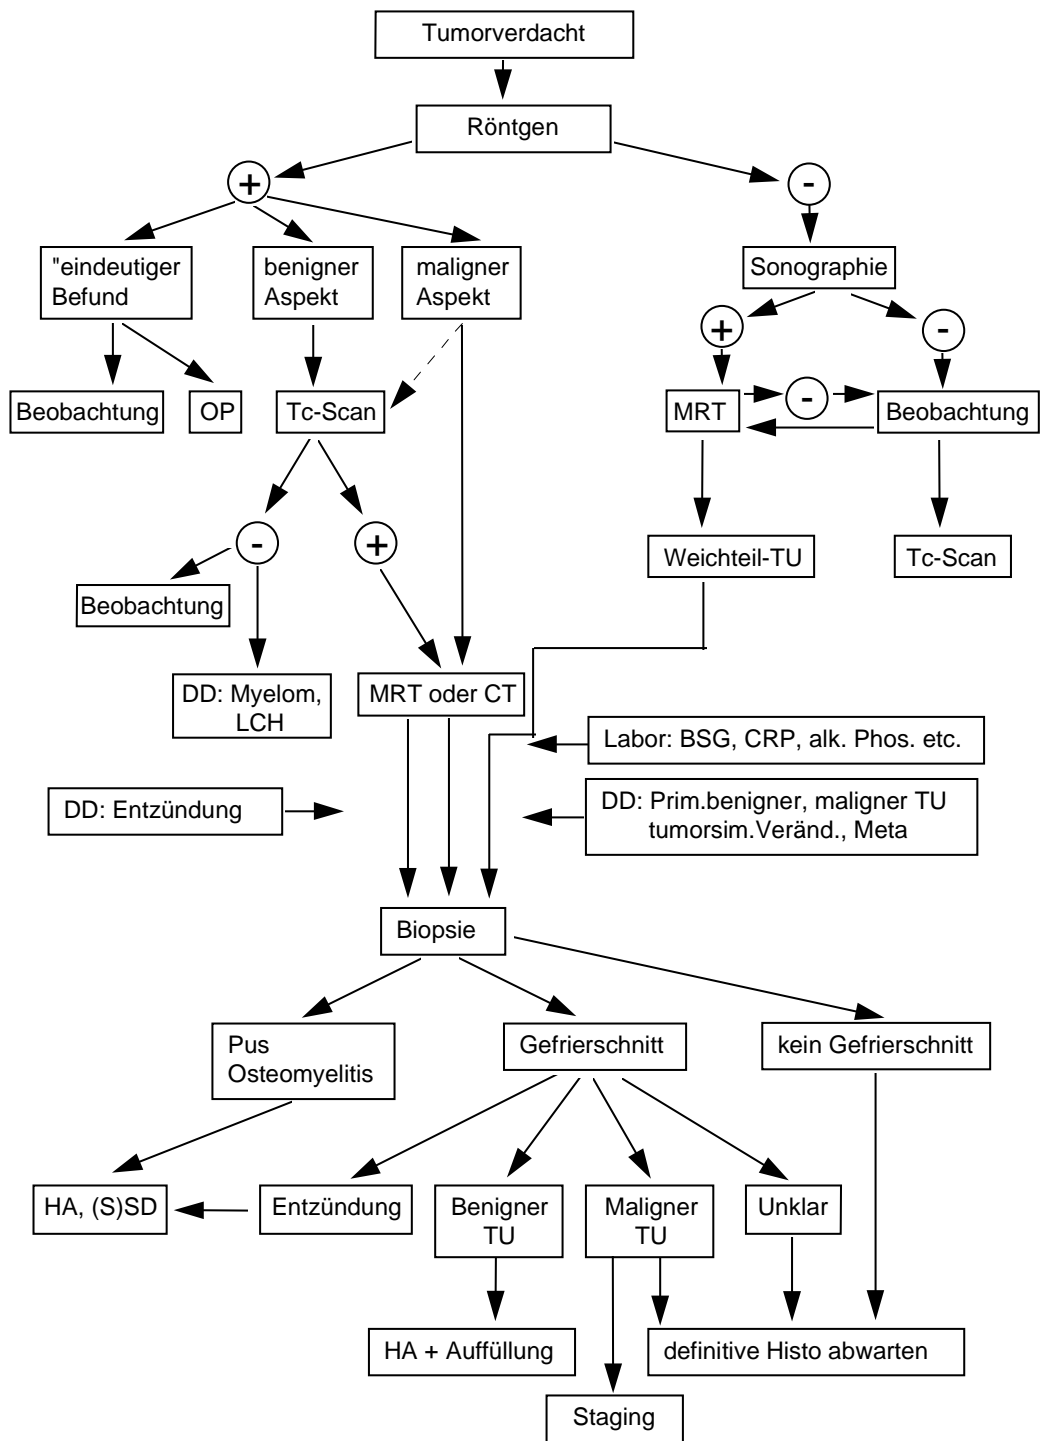 Tumorverdacht
Röntgen
+
-
"eindeutiger
Befund
benigner
Aspekt
maligner
Aspekt
Sonographie
+
-
Beobachtung
OP
Tc-Scan
MRT
-
Beobachtung
-
+
Weichteil-TU
Tc-Scan
Beobachtung
DD: Myelom,
LCH
MRT oder CT
Labor: BSG, CRP, alk. Phos. etc.
DD: Entzündung
DD: Prim.benigner, maligner TU
tumorsim.Veränd., Meta
Biopsie
Pus
Osteomyelitis
Gefrierschnitt
kein Gefrierschnitt
HA, (S)SD
Entzündung
Benigner
TU
Maligner
TU
Unklar
HA + Auffüllung
definitive Histo abwarten
Staging